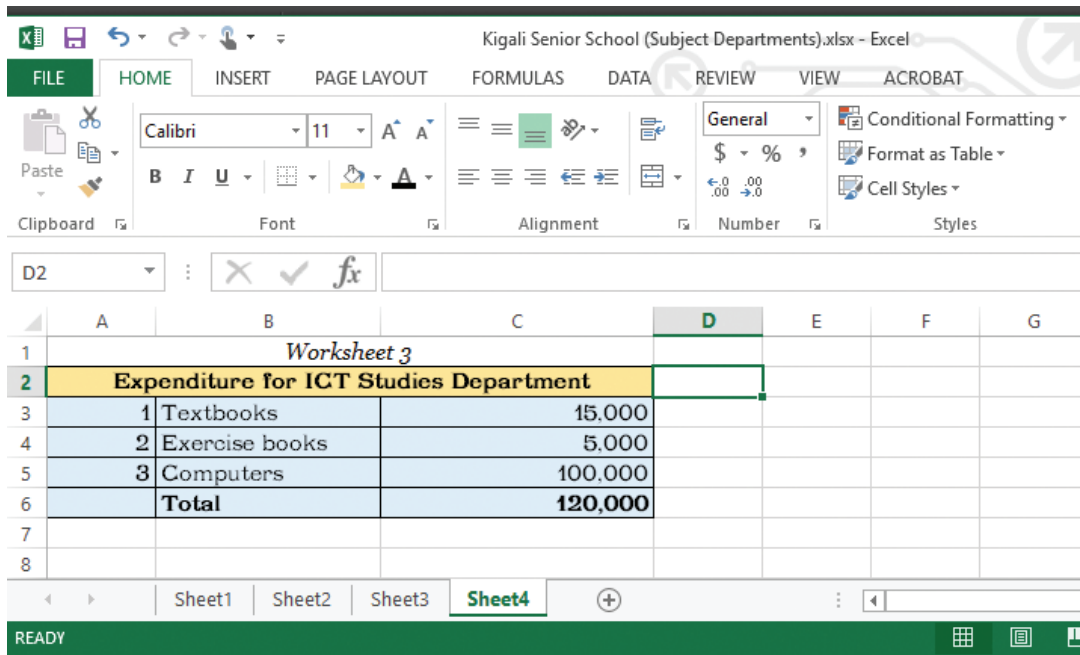 Kigali Senior School (Subject Departments).xlsx - Excel
FILE HOME INSERT PAGE LAYOUT FORMULAS DATA REVIEW VIEW ACROBAT
Calibri 11 General Conditional Formatting
Paste $ % , Format as Table
B I U A Cell Styles
Clipboard Font Alignment Number Styles
D2 fx
A B C D E F G
1 Worksheet 3
2 Expenditure for ICT Studies Department
3 1 Textbooks 15,000
4 2 Exercise books 5,000
5 3 Computers 100,000
6 Total 120,000
7
8
Sheet1 Sheet2 Sheet3 Sheet4
READY